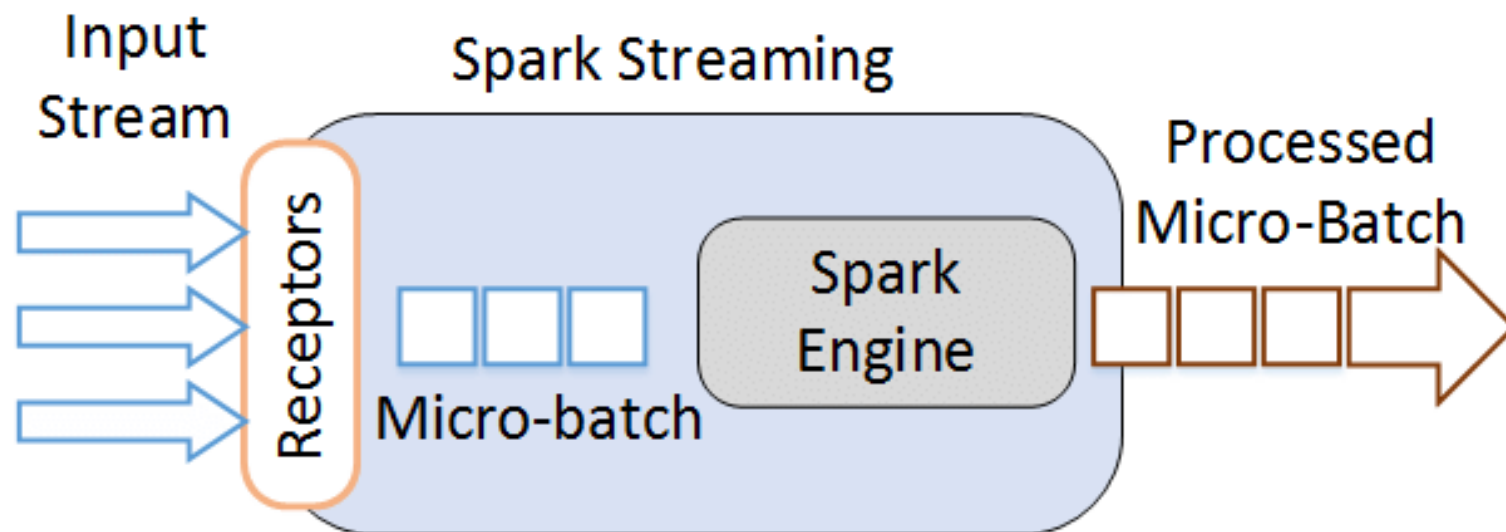 Input
Stream
Spark Streaming
Receptors
Micro-batch
Spark
Engine
Processed
Micro-Batch